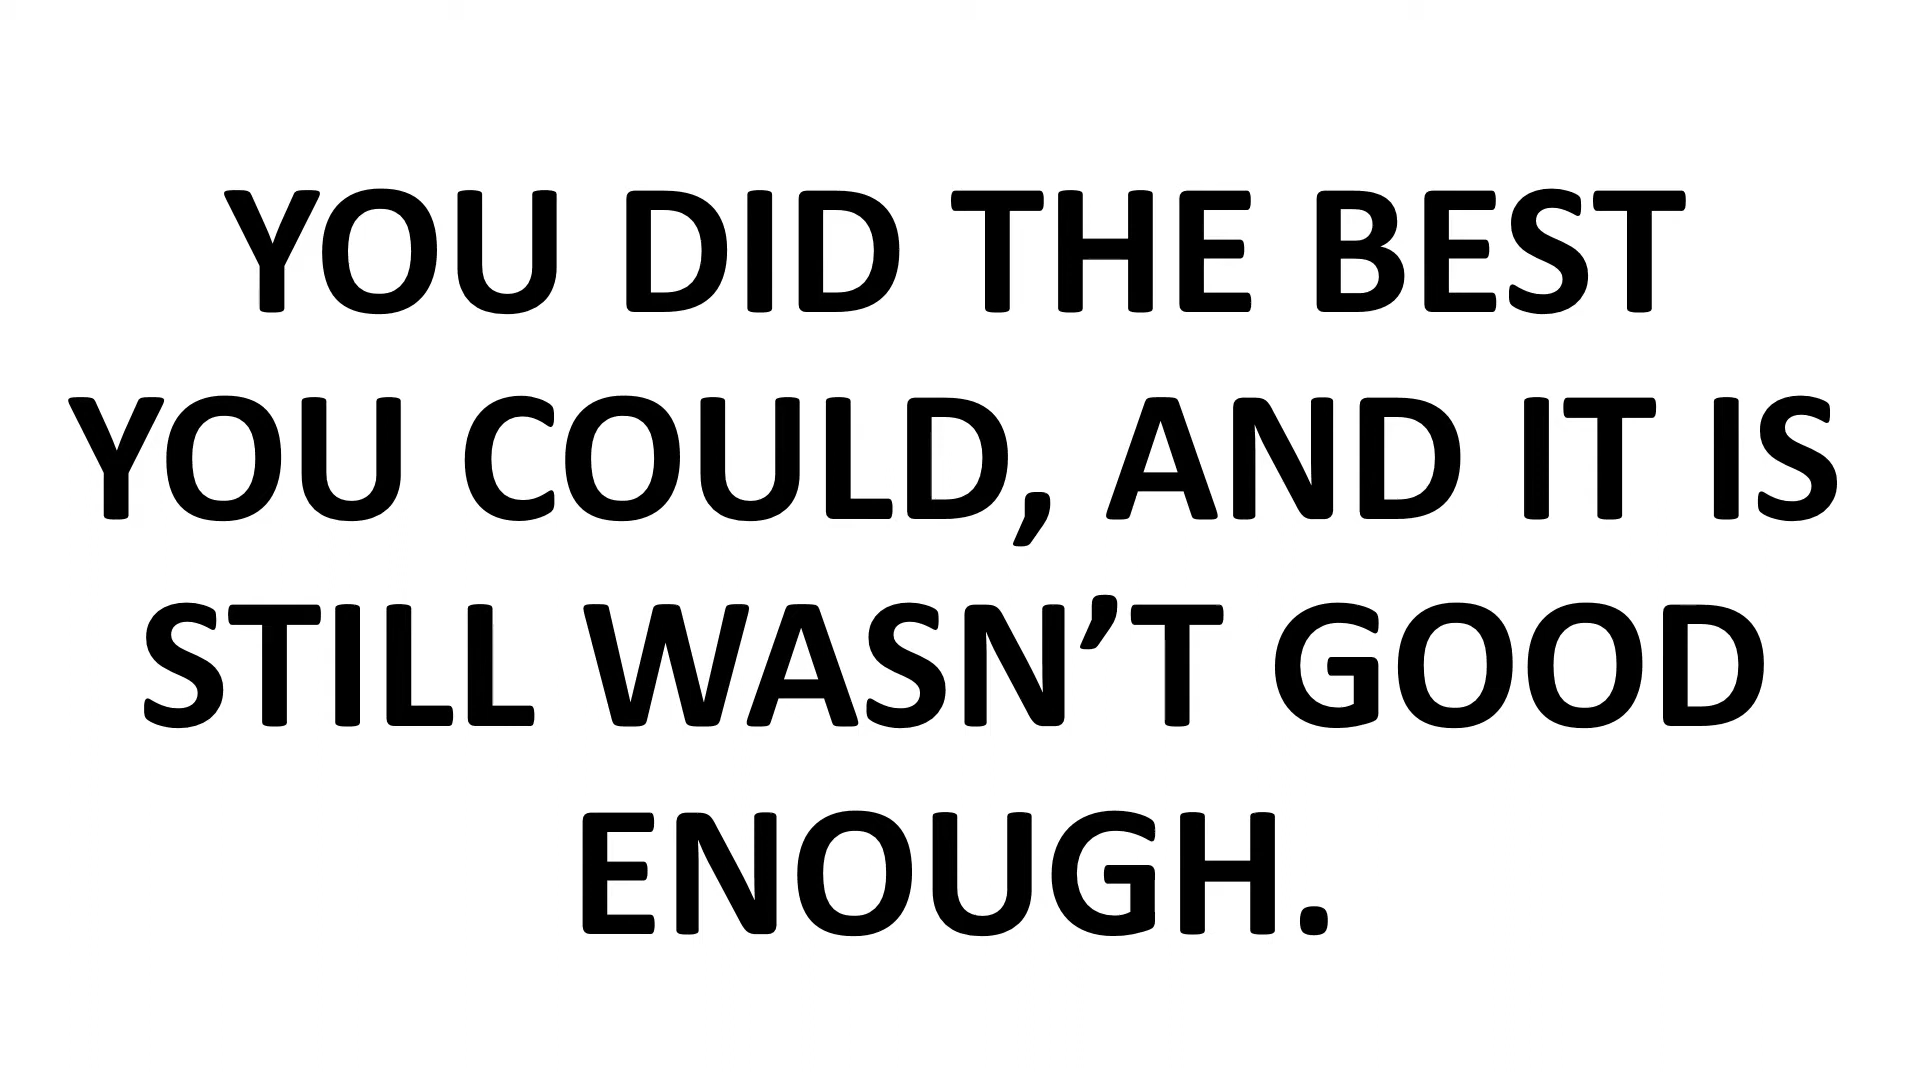 YOU DID THE BEST
YOU COULD, AND IT IS
STILL WASN’T GOOD
ENOUGH.